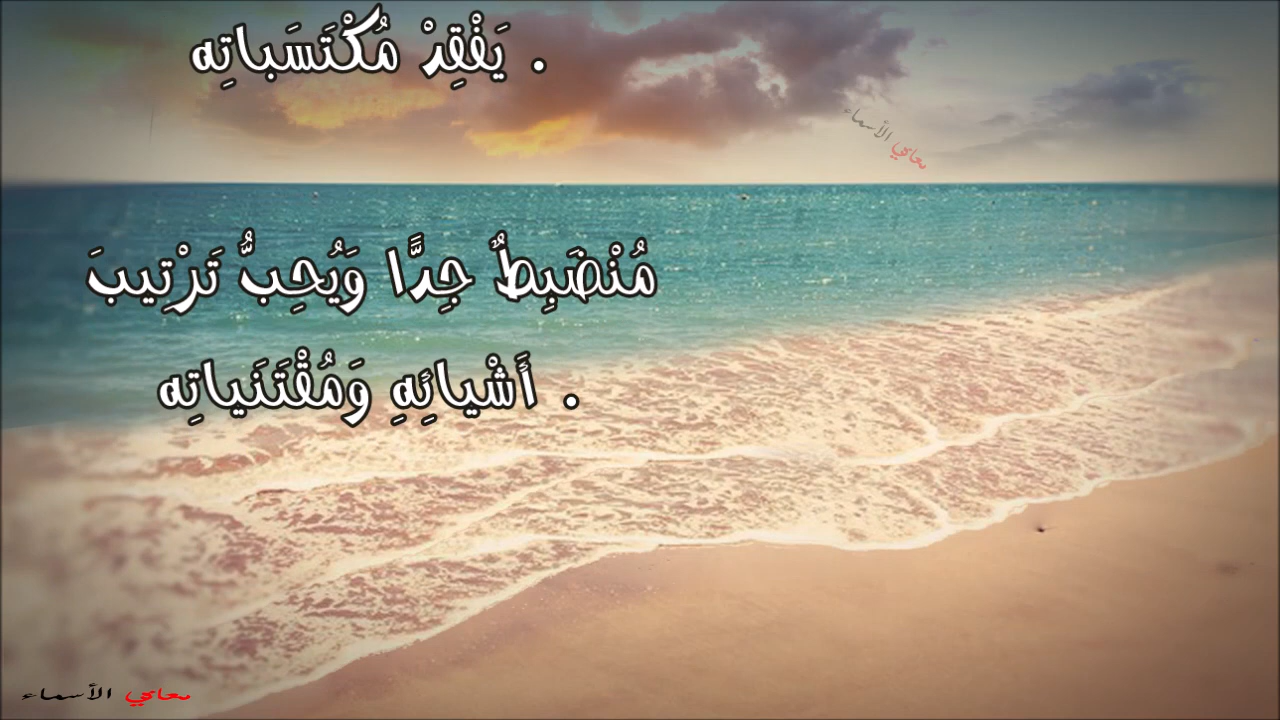 يَفْقِرْ مُكْتَسَباتِه .
معاني الأسماء
مُنْضَبِطٌ جِدًّا وَيُحِبُّ تَرْتِيبَ
أَشْيائِهِ وَمُقْتَنَياتِه .
معاني الأسماء